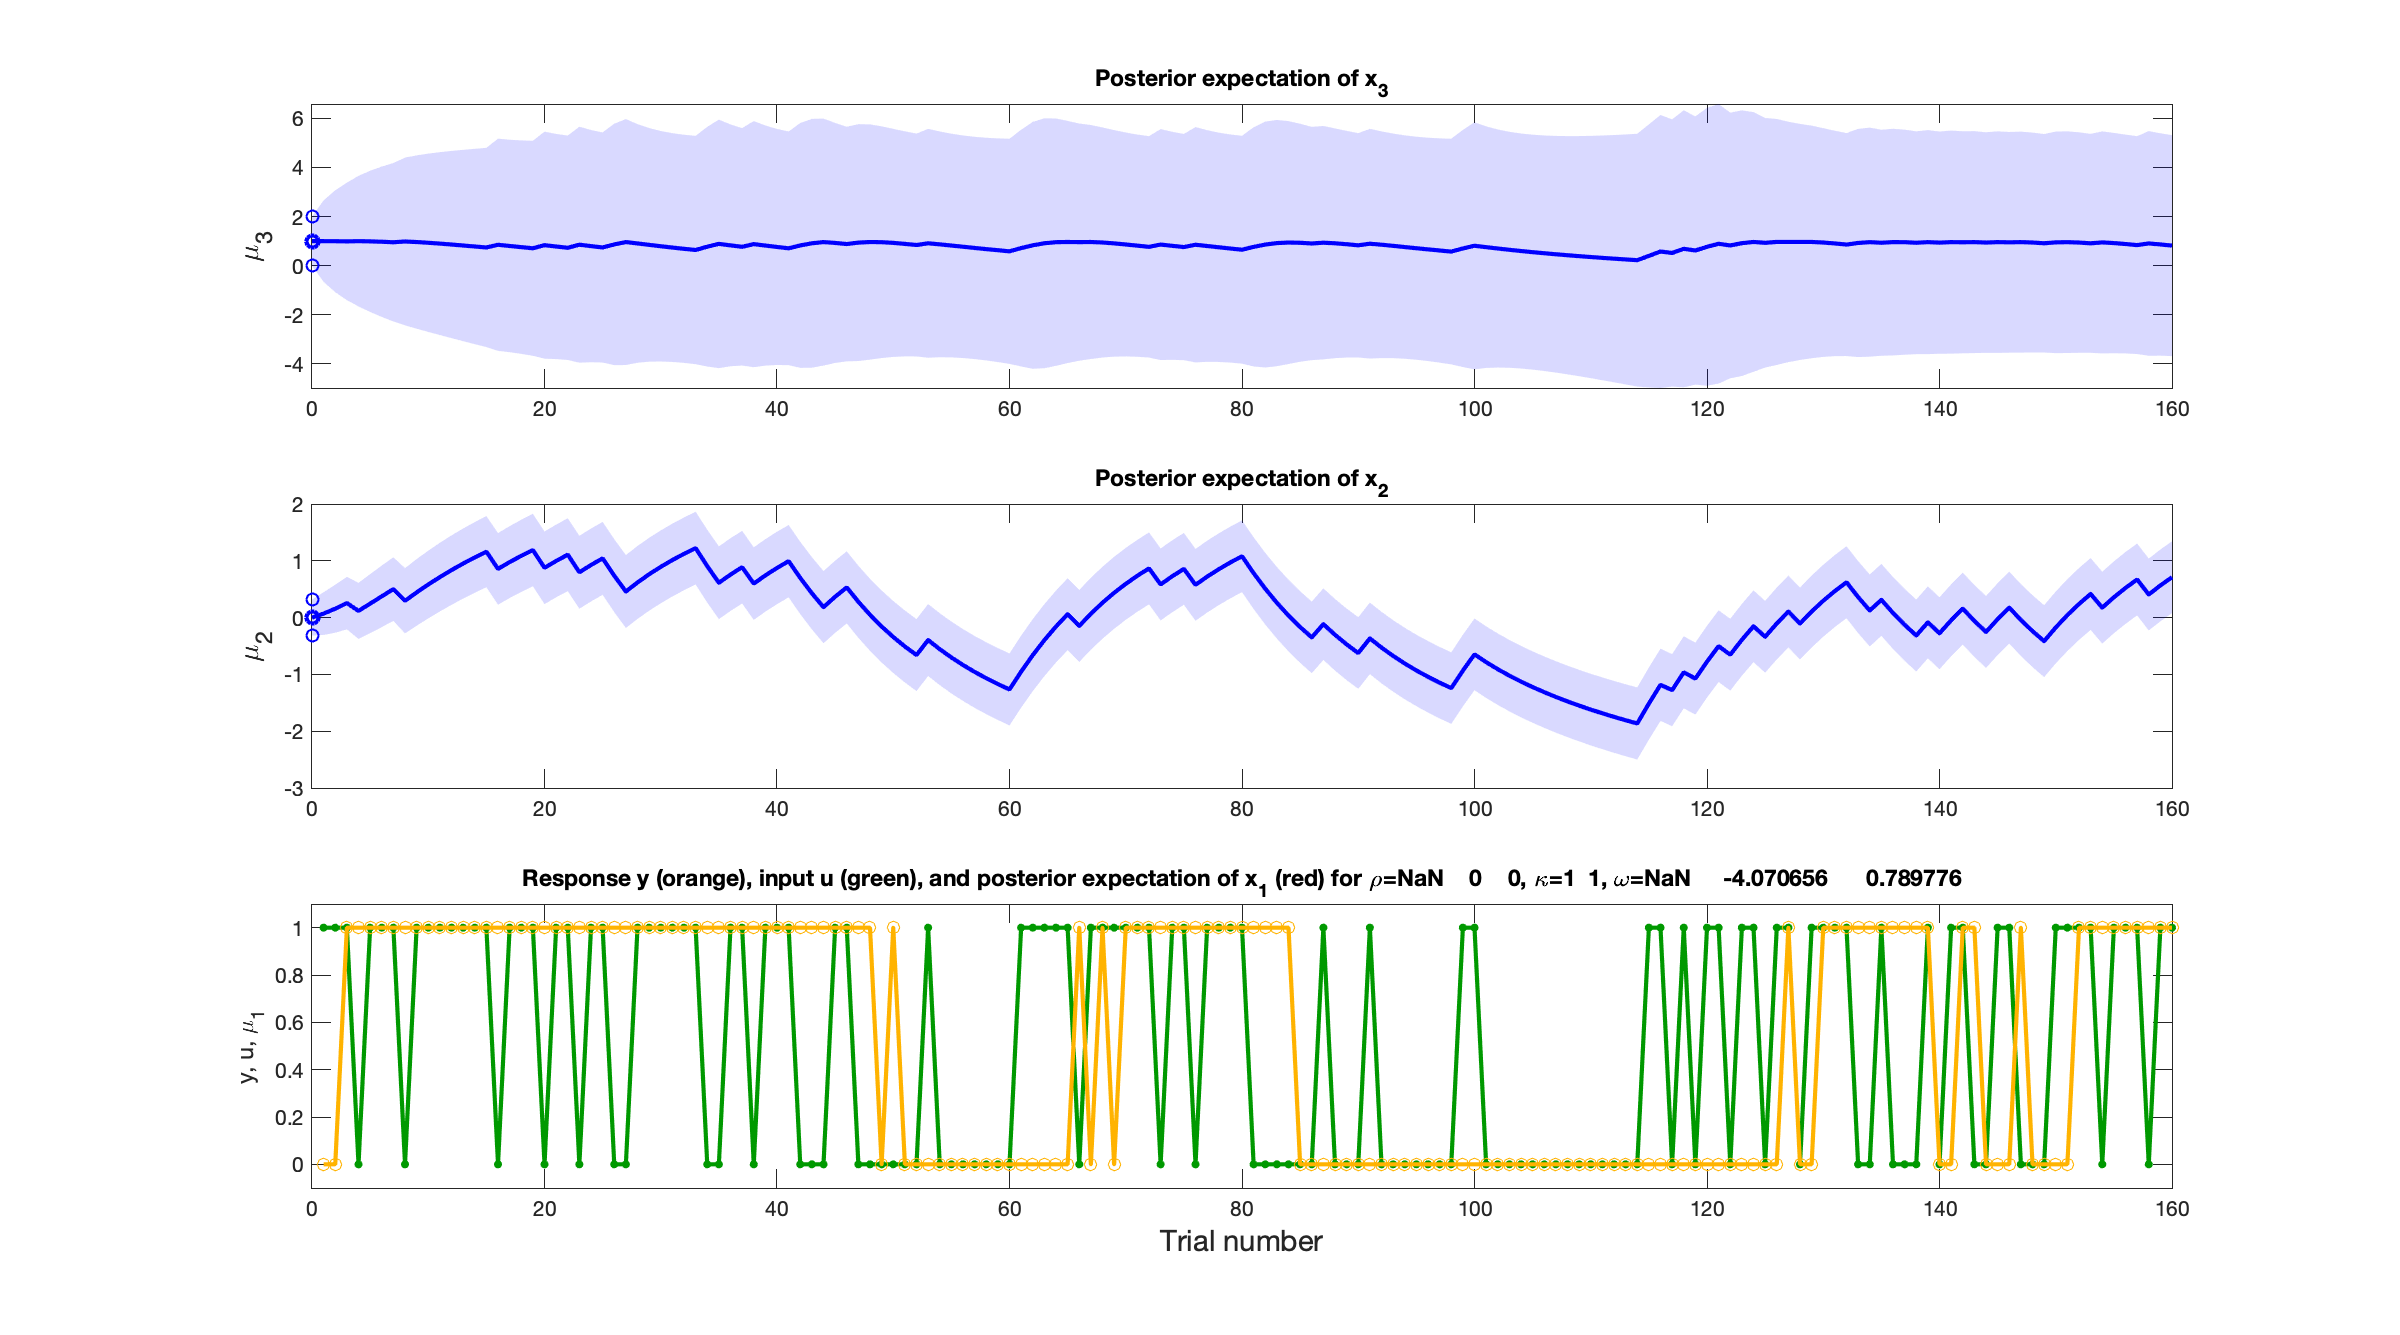 Posterior expectation of x₃
6
4
2
0
-2
-4
μ₃
0 20 40 60 80 100 120 140 160
Posterior expectation of x₂
2
1
0
-1
-2
-3
μ₂
0 20 40 60 80 100 120 140 160
Response y (orange), input u (green), and posterior expectation of x₁ (red) for ρ=NaN 0 0, κ=1 1, ω=NaN -4.070656 0.789776
1
0.8
0.6
0.4
0.2
0
y, u, μ₁
0 20 40 60 80 100 120 140 160
Trial number